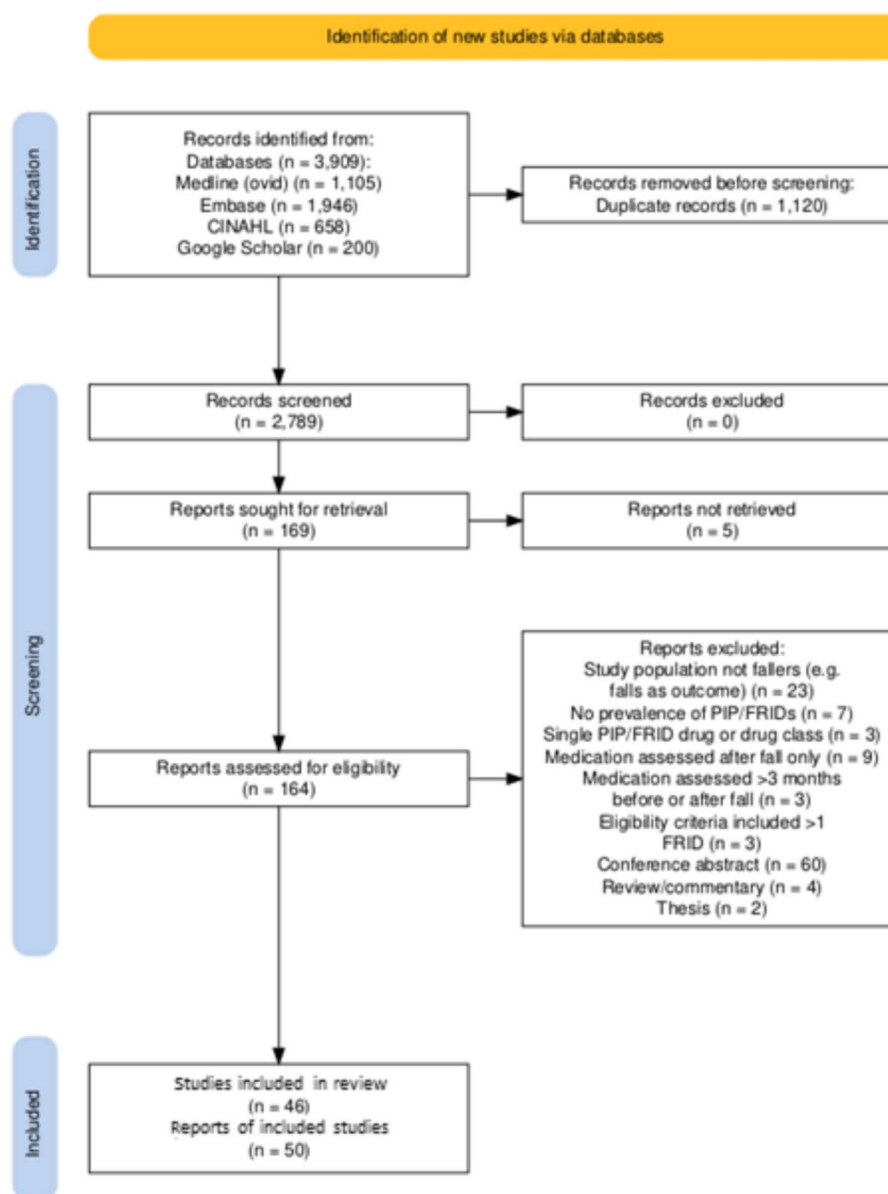 Identification of new studies via databases
Identification
Records identified from:
Databases (n = 3,909):
Medline (ovid) (n = 1,105)
Embase (n = 1,946)
CINAHL (n = 658)
Google Scholar (n = 200)
Records removed before screening:
Duplicate records (n = 1,120)
Screening
Records screened
(n = 2,789)
Records excluded
(n = 0)
Reports sought for retrieval
(n = 169)
Reports not retrieved
(n = 5)
Reports assessed for eligibility
(n = 164)
Reports excluded:
Study population not fallers (e.g.
falls as outcome) (n = 23)
No prevalence of PIP/FRIDs (n = 7)
Single PIP/FRID drug or drug class (n = 3)
Medication assessed after fall only (n = 9)
Medication assessed >3 months
before or after fall (n = 3)
Eligibility criteria included >1
FRID (n = 3)
Conference abstract (n = 60)
Review/commentary (n = 4)
Thesis (n = 2)
Included
Studies included in review
(n = 46)
Reports of included studies
(n = 50)